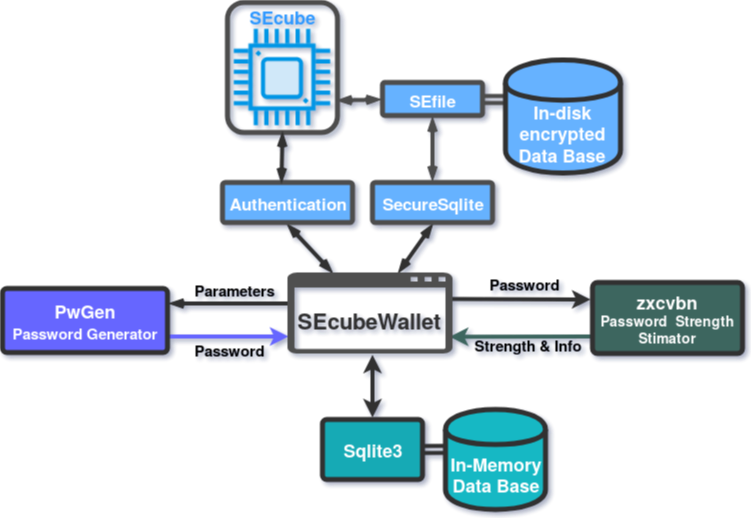 SEcube
SEfile
In-disk
encrypted
Data Base
Authentication
SecureSqlite
Parameters
Password
PwGen
Password Generator
SEcubeWallet
zxcvbn
Password Strength
Stimator
Password
Strength & Info
Sqlite3
In-Memory
Data Base